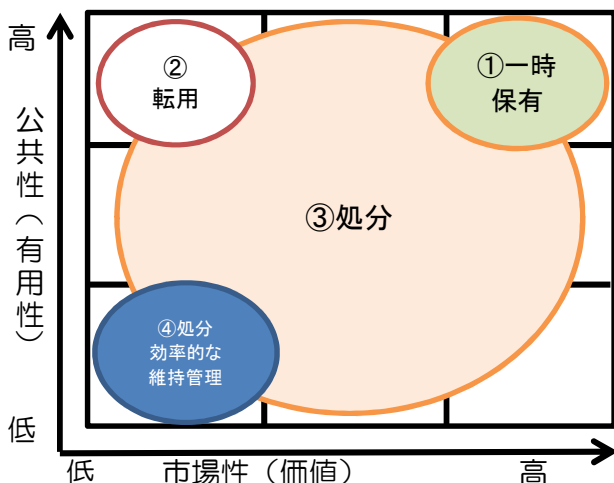 高
公共性(有用性)
低
②
転用
①一時
保有
③処分
④処分
効率的な
維持管理
低
市場性(価値)
高